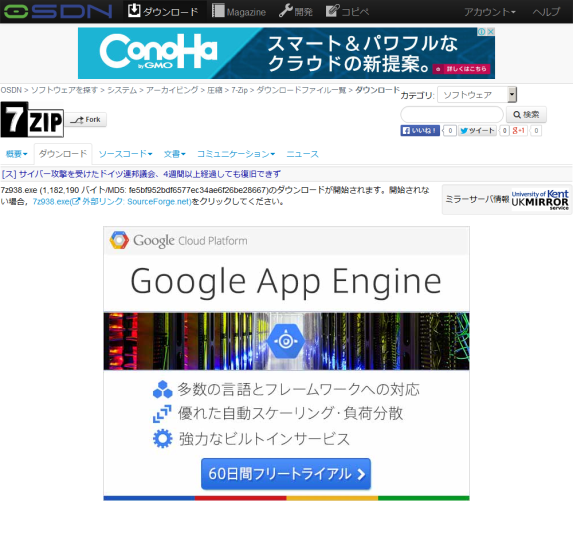 OSDN ダウンロード Magazine 開発 コピペ アカウント ヘルプ
ConoHa by GMO
スマート&パワフルな
クラウドの新提案。
詳しくはこちら
OSDN > ソフトウェアを探す > システム > アーカイビング > 圧縮 > 7-Zip > ダウンロードファイル一覧 > ダウンロード
カテゴリ: ソフトウェア
7 ZIP Fork
検索
いいね! 0 ツイート 0 g+1 0
概要 ダウンロード ソースコード 文書 コミュニケーション ニュース
[ス] サイバー攻撃を受けたドイツ連邦議会、4週間以上経過しても復旧できず
7z938.exe (1,182,190 バイト/MD5: fe5bf952bdf6577ec34ae6f26be28667)のダウンロードが開始されます。開始されな
い場合、7z938.exe(外部リンク: SourceForge.net)をクリックしてください。
ミラーサーバ情報 University of Kent
UKMIRROR
service
Google Cloud Platform
Google App Engine
多数の言語とフレームワークへの対応
優れた自動スケーリング・負荷分散
強力なビルトインサービス
60日間フリートライアル